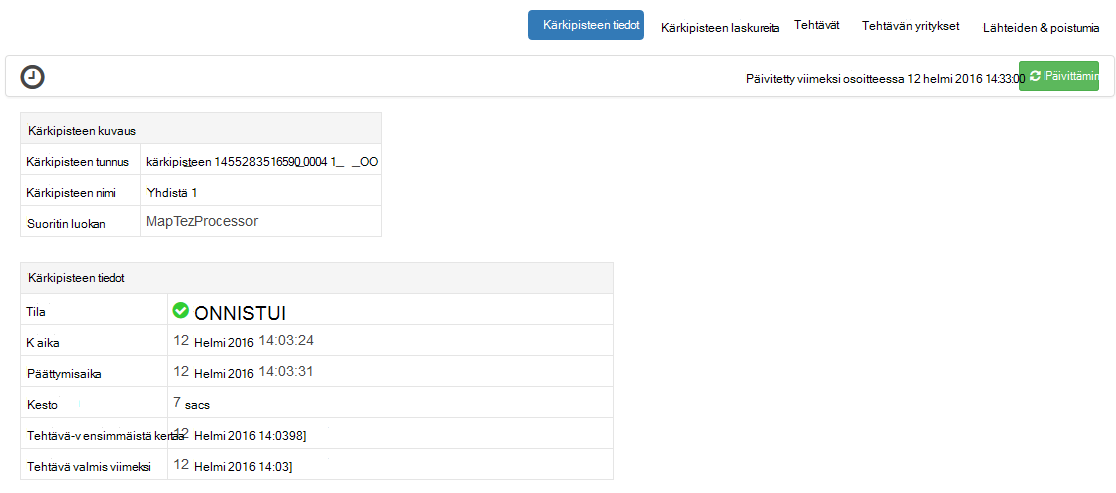 Kärkipisteen tiedot Kärkipisteen laskureita Tehtävät Tehtävän yritykset Lähteiden & poistumia
Päivitetty viimeksi osoitteessa 12 helmi 2016 14:33:00 Päivittämin
Kärkipisteen kuvaus
Kärkipisteen tunnus kärkipisteen 1455283516590_0004 1_ _OO
Kärkipisteen nimi Yhdistä 1
Suoritin luokan MapTezProcessor
Kärkipisteen tiedot
Tila ONNISTUI
K aika 12 Helmi 2016 14:03:24
Päättymisaika 12 Helmi 2016 14:03:31
Kesto 7 sacs
Tehtävä-v ensimmäistä kertaa 12 Helmi 2016 14:0398]
Tehtävä valmis viimeksi 12 Helmi 2016 14:03]